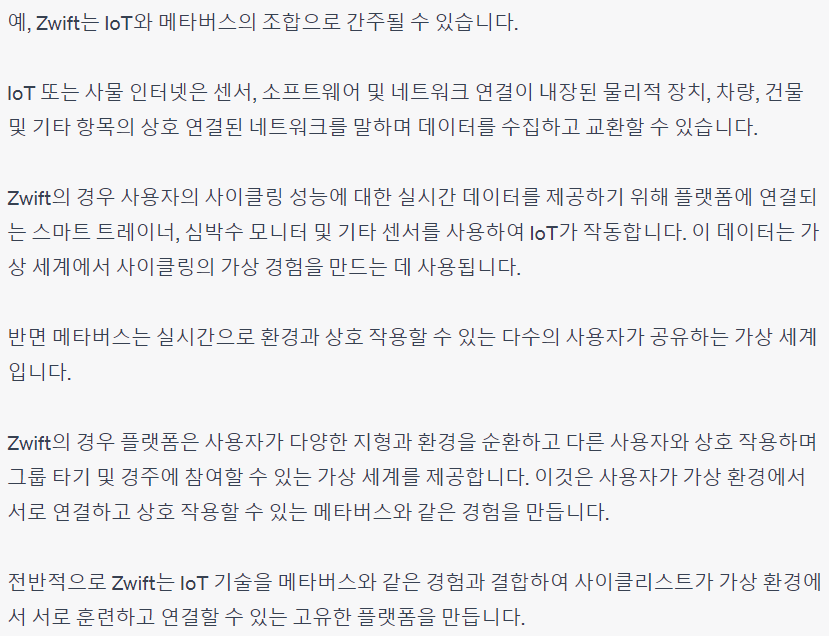 예, Zwift는 IoT와 메타버스의 조합으로 간주될 수 있습니다.
IoT 또는 사물 인터넷은 센서, 소프트웨어 및 네트워크 연결이 내장된 물리적 장치, 차량, 건물
및 기타 항목의 상호 연결된 네트워크를 말하며 데이터를 수집하고 교환할 수 있습니다.
Zwift의 경우 사용자의 사이클링 성능에 대한 실시간 데이터를 제공하기 위해 플랫폼에 연결되
는 스마트 트레이너, 심박수 모니터 및 기타 센서를 사용하여 IoT가 작동합니다. 이 데이터는 가
상 세계에서 사이클링의 가상 경험을 만드는 데 사용됩니다.
반면 메타버스는 실시간으로 환경과 상호 작용할 수 있는 다수의 사용자가 공유하는 가상 세계
입니다.
Zwift의 경우 플랫폼은 사용자가 다양한 지형과 환경을 순환하고 다른 사용자와 상호 작용하며
그룹 타기 및 경주에 참여할 수 있는 가상 세계를 제공합니다. 이것은 사용자가 가상 환경에서
서로 연결하고 상호 작용할 수 있는 메타버스와 같은 경험을 만듭니다.
전반적으로 Zwift는 IoT 기술을 메타버스와 같은 경험과 결합하여 사이클리스트가 가상 환경에
서 서로 훈련하고 연결할 수 있는 고유한 플랫폼을 만듭니다.